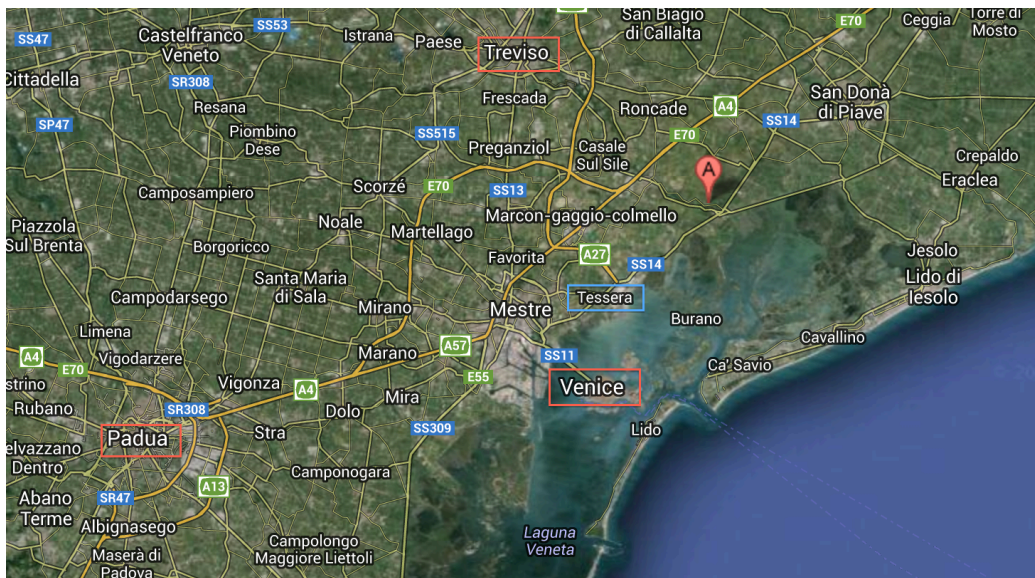 SS47
SS53
Istrana
Paese
San Biagio
di Callalta
E70
Ceggia
Torre di
Mosto
Castelfranco
Veneto
Treviso
Cittadella
SR308
Resana
Frescada
Roncade
A4
San Donà
di Piave
SP47
Piombino
Dese
SS515
Preganziol
Casale
Sul Sile
E70
SS14
Crepaldo
Eraclea
Camposampiero
Scorzé
E70
SS13
A
Piazzola
Sul Brenta
Noale
Martellago
Marcon-gaggio-colmello
Borgoricco
Favorita
A27
SS14
Jesolo
Lido di
Iesolo
Campodarsego
Santa Maria
di Sala
Mirano
Mestre
Tessera
Burano
Limena
Cavallino
A4
E70
Vigodarzere
Marano
A57
SS11
Ca' Savio
strino
Rubano
SR308
Vigonza
A4
Dolo
Mira
E55
Venice
Padua
Stra
SS309
Lido
elvazzano
Dentro
Camponogara
Abano
Terme
SR47
A13
Albignasego
Campolongo
Maggiore Liettoli
Laguna
Veneta
Maserà di
Padova